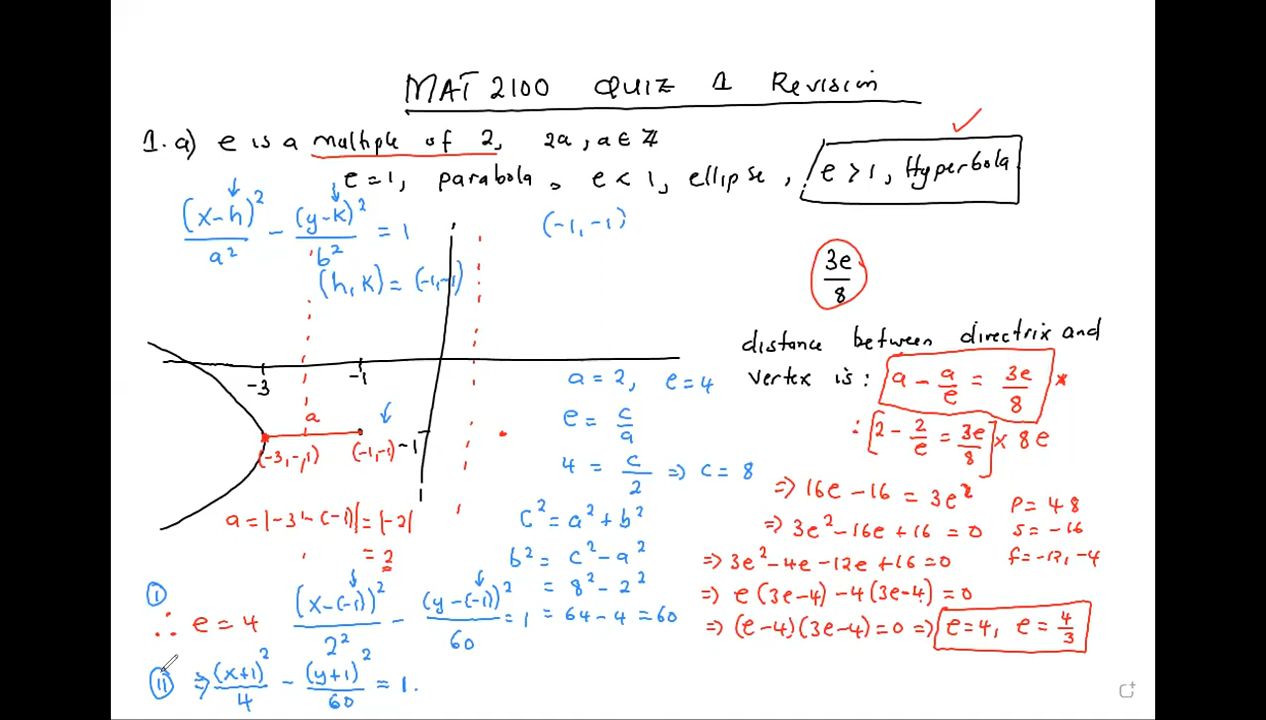 MAT 2100 QUIZ 1 Revision
1. a) e is a multiple of 2, 2a, a ∈ ℤ
e = 1, parabola, e < 1, ellipse, e > 1, Hyperbola
(x-h)²/a² - (y-k)²/b² = 1
(-1, -1)
(h, k) = (-1, -1)
3e/8
distance between directrix and
vertex is: a - a/e = 3e/8 *
∴ [2 - 2/e = 3e/8] × 8e
⇒ 16e - 16 = 3e²
⇒ 3e² - 16e + 16 = 0
P = 48
S = -16
f = -12, -4
⇒ 3e² - 4e - 12e + 16 = 0
⇒ e(3e-4) - 4(3e-4) = 0
⇒ (e-4)(3e-4) = 0 ⇒ e = 4, e = 4/3
-3
-1
a
(-3, -1)
(-1, -1)
-1
a = |-3 - (-1)| = |-2|
= 2
a = 2, e = 4
e = c/a
4 = c/2 ⇒ c = 8
c² = a² + b²
b² = c² - a²
= 8² - 2²
= 64 - 4 = 60
(i)
∴ e = 4
(x-(-1))²/2² - (y-(-1))²/60 = 1
(ii) ⇒ (x+1)²/4 - (y+1)²/60 = 1.